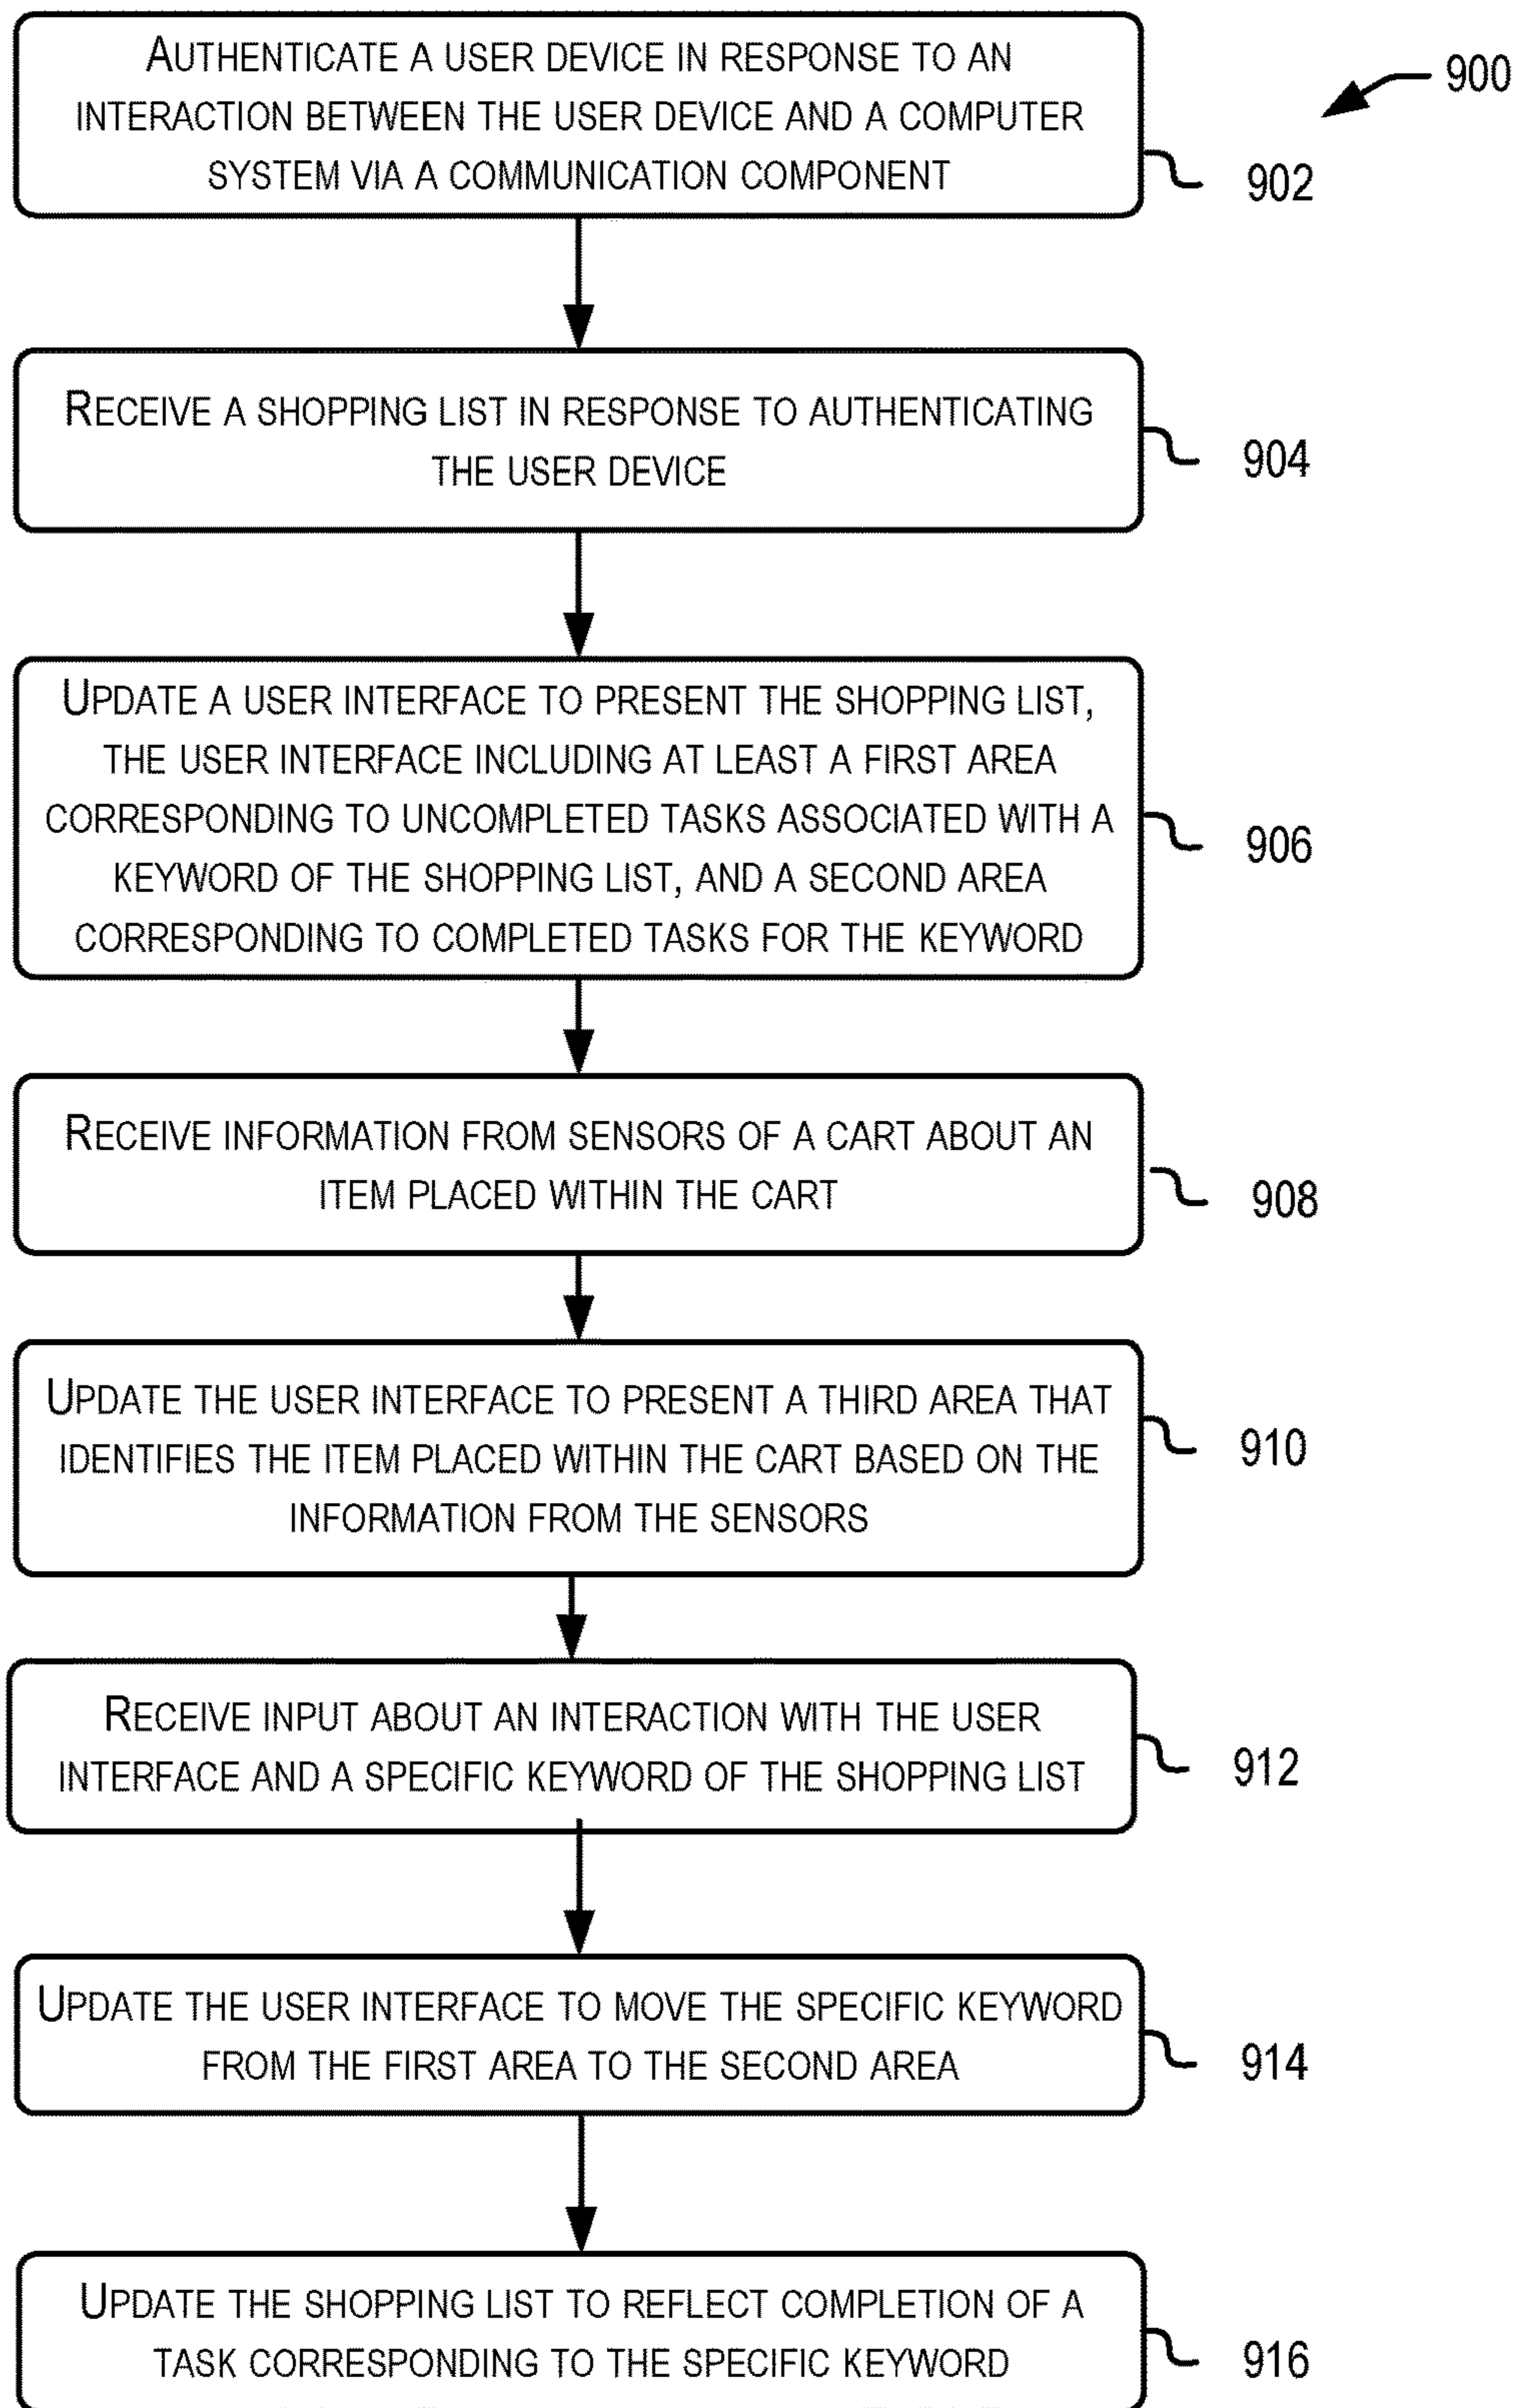 AUTHENTICATE A USER DEVICE IN RESPONSE TO AN
INTERACTION BETWEEN THE USER DEVICE AND A COMPUTER
SYSTEM VIA A COMMUNICATION COMPONENT
900
902
RECEIVE A SHOPPING LIST IN RESPONSE TO AUTHENTICATING
THE USER DEVICE
904
UPDATE A USER INTERFACE TO PRESENT THE SHOPPING LIST,
THE USER INTERFACE INCLUDING AT LEAST A FIRST AREA
CORRESPONDING TO UNCOMPLETED TASKS ASSOCIATED WITH A
KEYWORD OF THE SHOPPING LIST, AND A SECOND AREA
CORRESPONDING TO COMPLETED TASKS FOR THE KEYWORD
906
RECEIVE INFORMATION FROM SENSORS OF A CART ABOUT AN
ITEM PLACED WITHIN THE CART
908
UPDATE THE USER INTERFACE TO PRESENT A THIRD AREA THAT
IDENTIFIES THE ITEM PLACED WITHIN THE CART BASED ON THE
INFORMATION FROM THE SENSORS
910
RECEIVE INPUT ABOUT AN INTERACTION WITH THE USER
INTERFACE AND A SPECIFIC KEYWORD OF THE SHOPPING LIST
912
UPDATE THE USER INTERFACE TO MOVE THE SPECIFIC KEYWORD
FROM THE FIRST AREA TO THE SECOND AREA
914
UPDATE THE SHOPPING LIST TO REFLECT COMPLETION OF A
TASK CORRESPONDING TO THE SPECIFIC KEYWORD
916